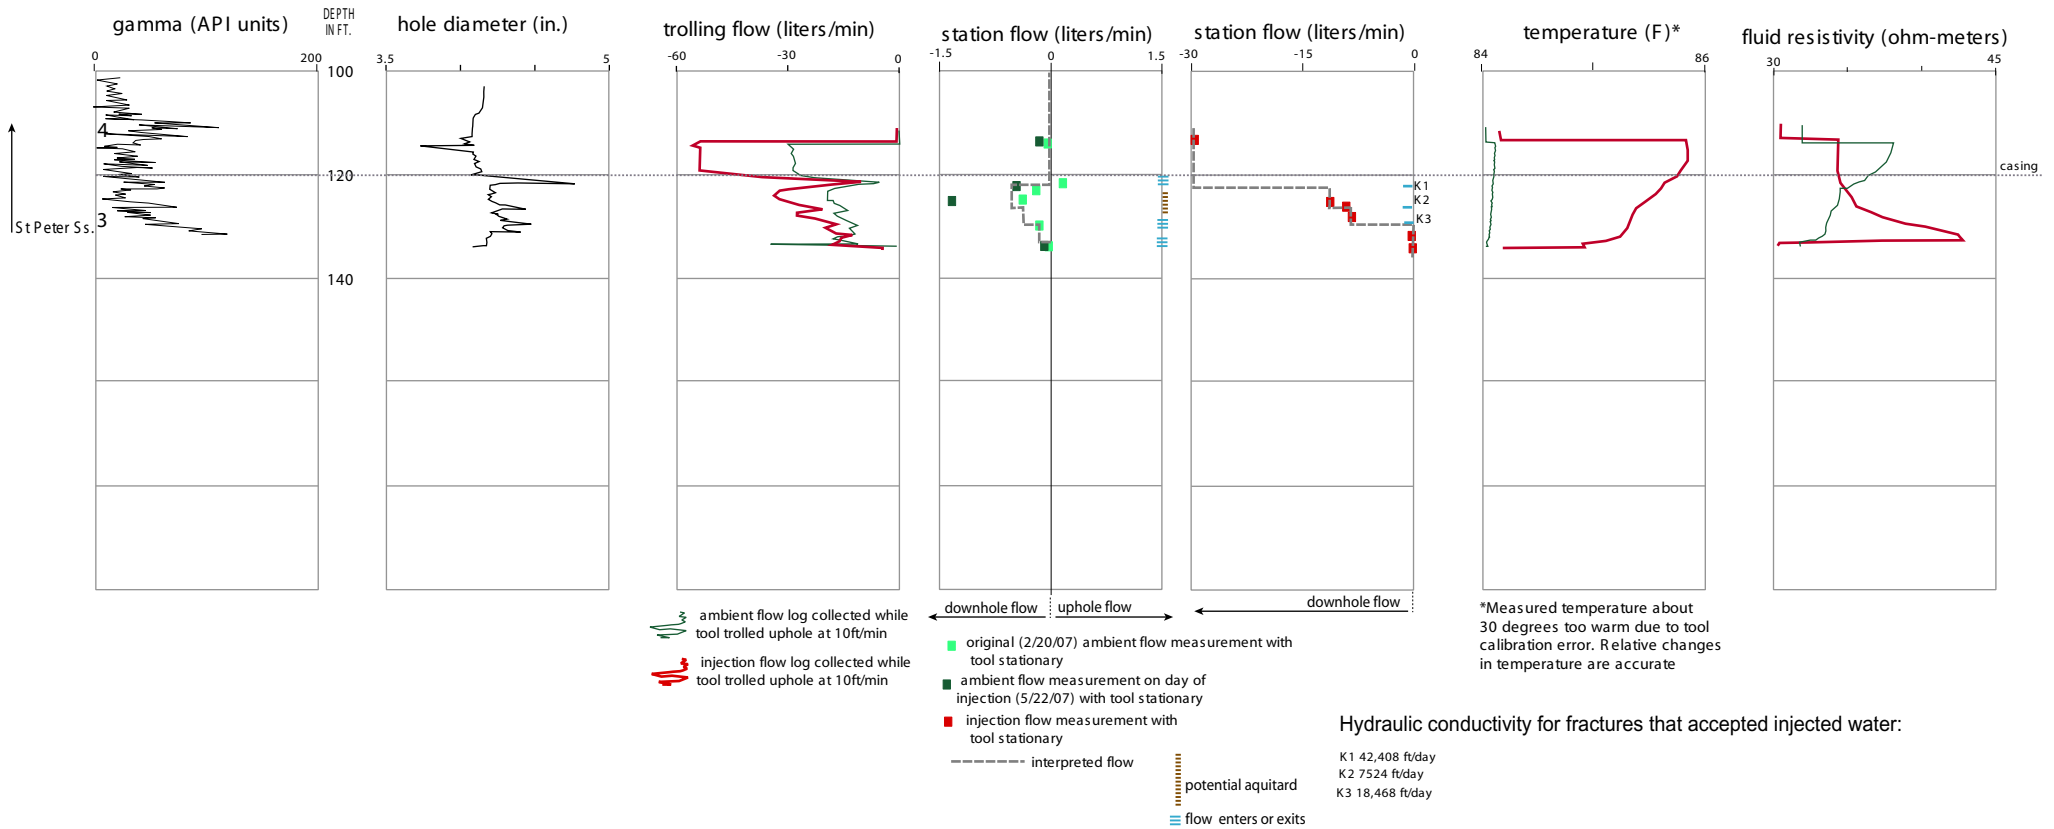 gamma (API units)
DEPTH
IN FT.
hole diameter (in.)
trolling flow (liters/min)
station flow (liters/min)
station flow (liters/min)
temperature (F)*
fluid resistivity (ohm-meters)
0
200
3.5
5
-60
-30
0
-1.5
0
1.5
-30
-15
0
84
86
30
45
100
4
120
casing
K1
K2
K3
3
St Peter Ss.
140
downhole flow
uphole flow
downhole flow
ambient flow log collected while
tool trolled uphole at 10ft/min
injection flow log collected while
tool trolled uphole at 10ft/min
original (2/20/07) ambient flow measurement with
tool stationary
ambient flow measurement on day of
injection (5/22/07) with tool stationary
injection flow measurement with
tool stationary
interpreted flow
potential aquitard
flow enters or exits
*Measured temperature about
30 degrees too warm due to tool
calibration error. Relative changes
in temperature are accurate
Hydraulic conductivity for fractures that accepted injected water:
K1 42,408 ft/day
K2 7524 ft/day
K3 18,468 ft/day